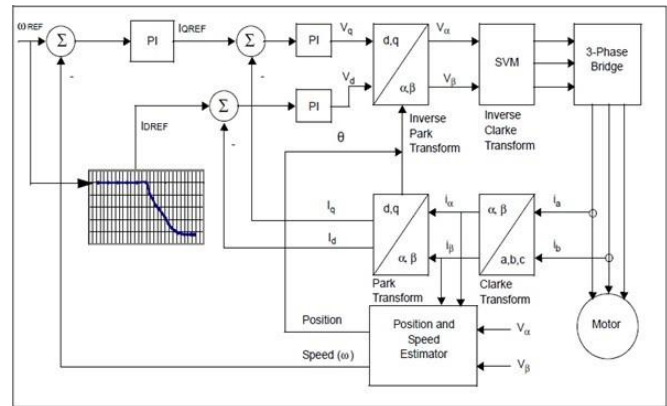 ωREF
Σ
-
PI
IQREF
Σ
-
PI
Vq
d,q
α,β
Vα
Vβ
SVM
3-Phase
Bridge
Σ
-
PI
Vd
IDREF
Inverse
Park
Transform
Inverse
Clarke
Transform
θ
Iq
Id
d,q
α, β
iα
iβ
α, β
a,b,c
ia
ib
Park
Transform
Clarke
Transform
Motor
Position
Speed (ω)
Position and
Speed
Estimator
Vα
Vβ